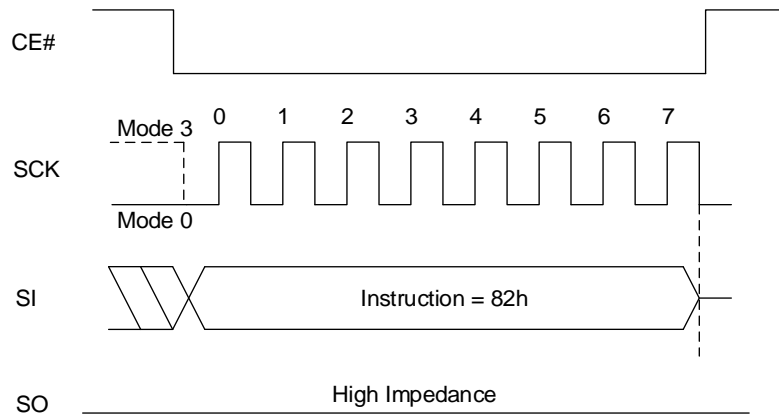 CE#
Mode 3
0 1 2 3 4 5 6 7
SCK
Mode 0
SI
Instruction = 82h
SO
High Impedance